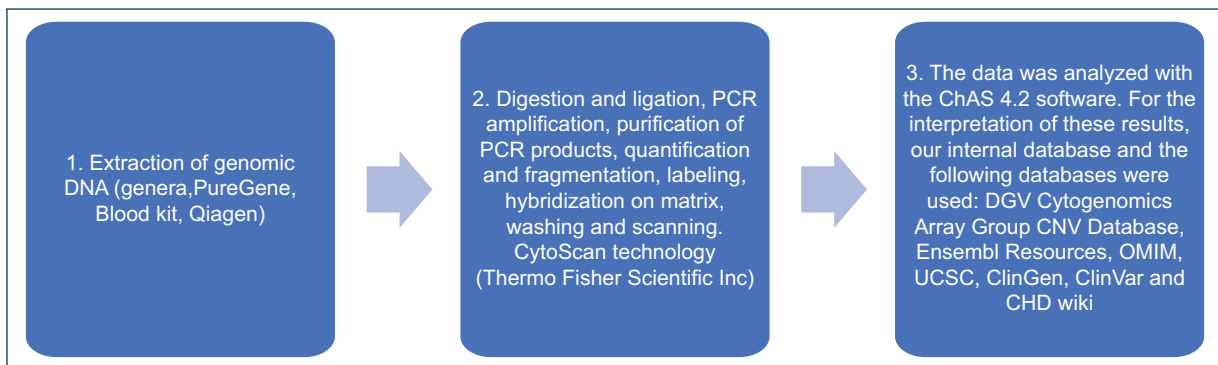 1. Extraction of genomic
DNA (genera,PureGene,
Blood kit, Qiagen)
2. Digestion and ligation, PCR
amplification, purification of
PCR products, quantification
and fragmentation, labeling,
hybridization on matrix,
washing and scanning.
CytoScan technology
(Thermo Fisher Scientific Inc)
3. The data was analyzed with
the ChAS 4.2 software. For the
interpretation of these results,
our internal database and the
following databases were
used: DGV Cytogenomics
Array Group CNV Database,
Ensembl Resources, OMIM,
UCSC, ClinGen, ClinVar and
CHD wiki